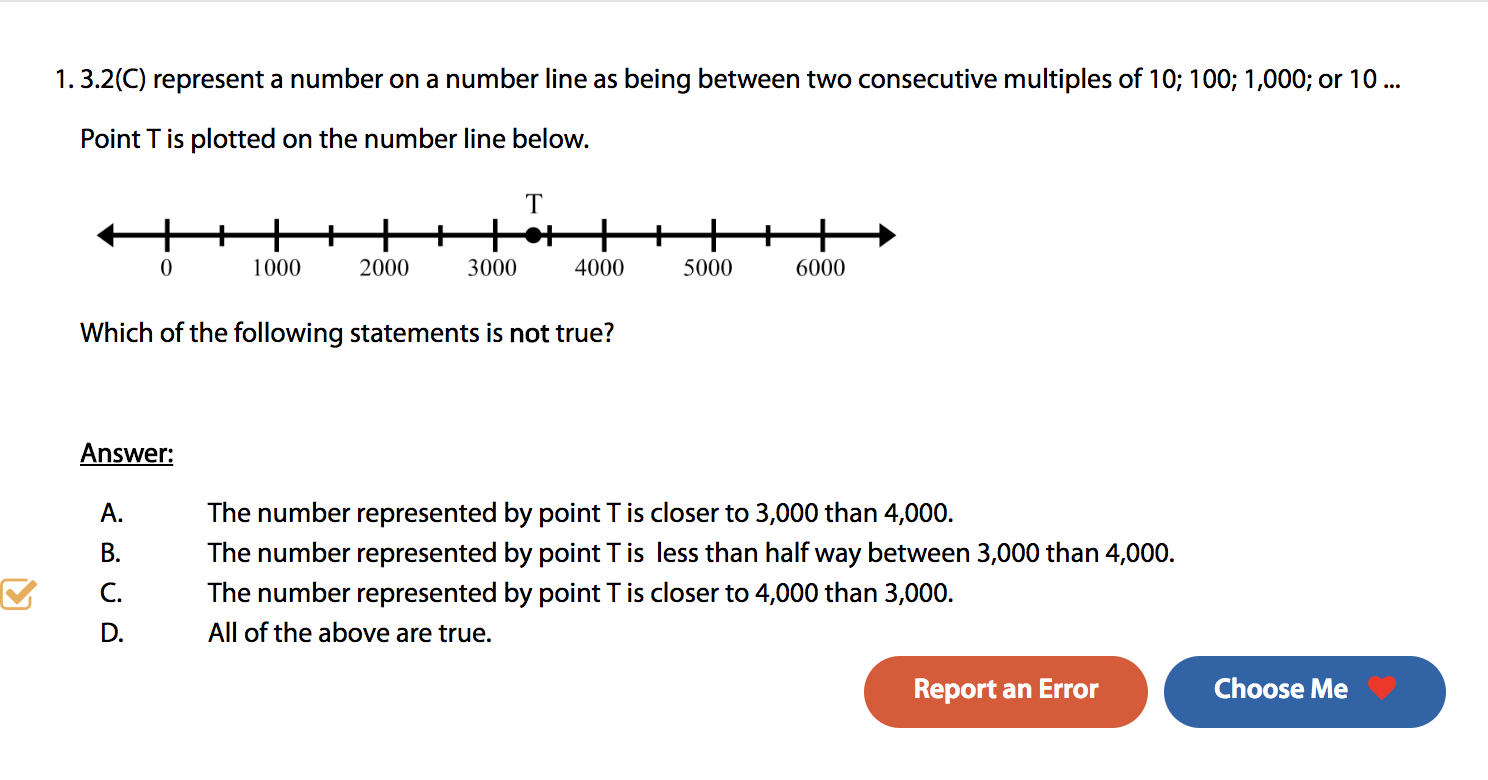 1. 3.2(C) represent a number on a number line as being between two consecutive multiples of 10; 100; 1,000; or 10 ...
Point T is plotted on the number line below.
T
0 1000 2000 3000 4000 5000 6000
Which of the following statements is not true?
Answer:
A. The number represented by point T is closer to 3,000 than 4,000.
B. The number represented by point T is less than half way between 3,000 than 4,000.
C. The number represented by point T is closer to 4,000 than 3,000.
D. All of the above are true.
Report an Error Choose Me